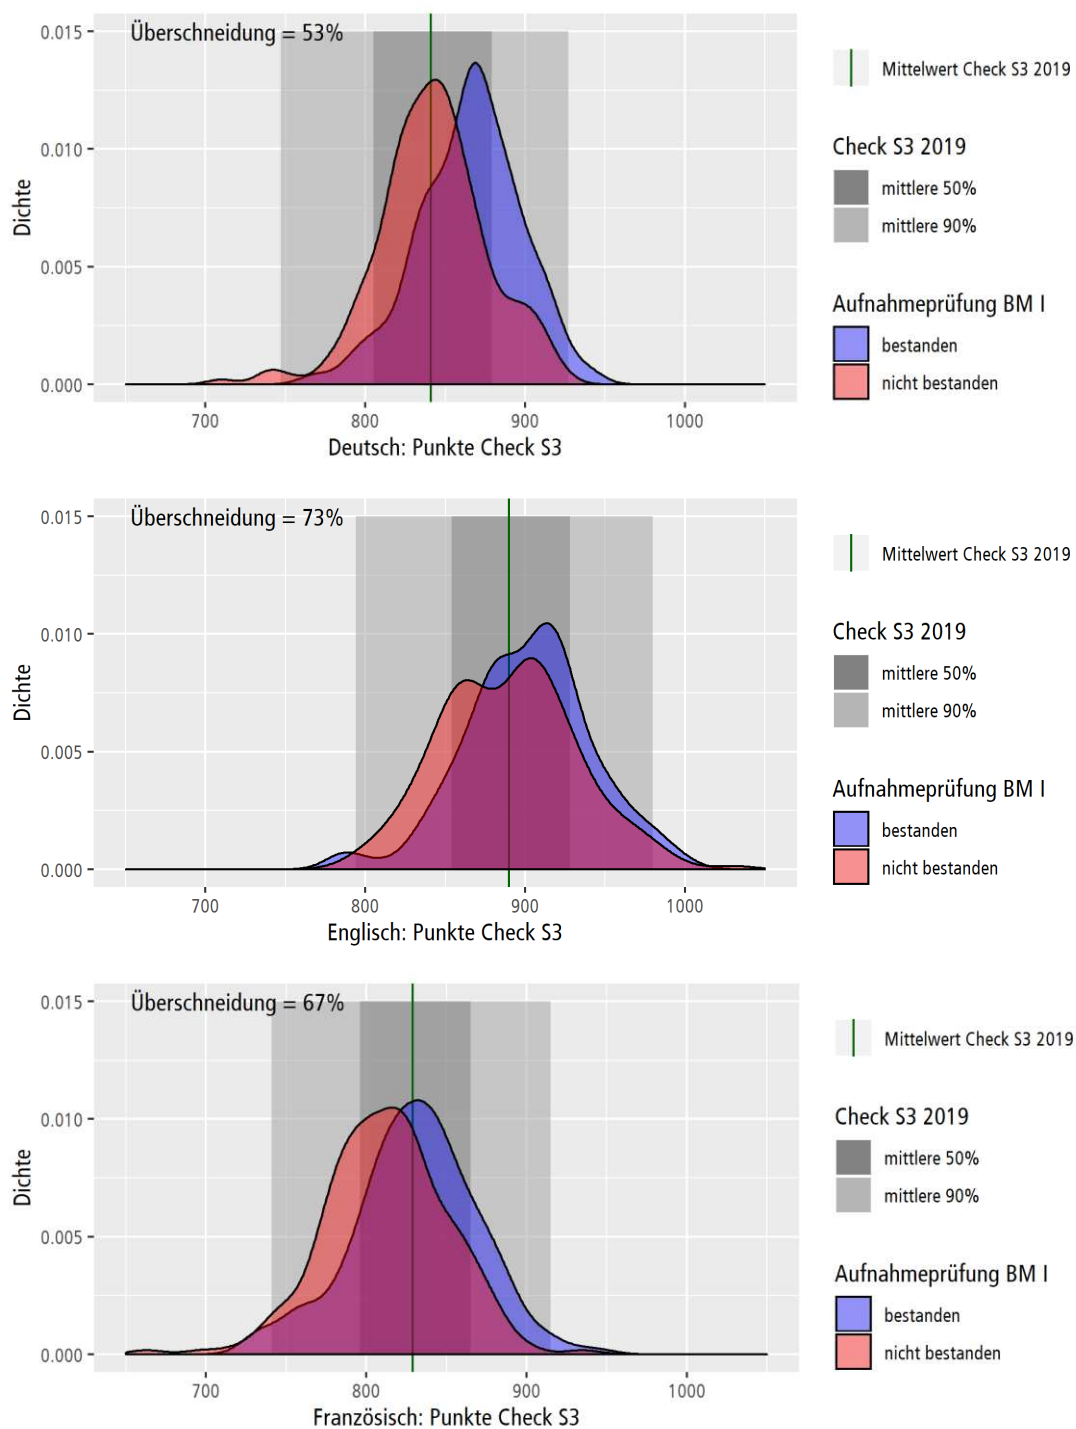 Überschneidung = 53%
0.015
0.010
0.005
0.000
Dichte
700 800 900 1000
Deutsch: Punkte Check S3
Mittelwert Check S3 2019
Check S3 2019
mittlere 50%
mittlere 90%
Aufnahmeprüfung BM I
bestanden
nicht bestanden
Überschneidung = 73%
0.015
0.010
0.005
0.000
Dichte
700 800 900 1000
Englisch: Punkte Check S3
Mittelwert Check S3 2019
Check S3 2019
mittlere 50%
mittlere 90%
Aufnahmeprüfung BM I
bestanden
nicht bestanden
Überschneidung = 67%
0.015
0.010
0.005
0.000
Dichte
700 800 900 1000
Französisch: Punkte Check S3
Mittelwert Check S3 2019
Check S3 2019
mittlere 50%
mittlere 90%
Aufnahmeprüfung BM I
bestanden
nicht bestanden